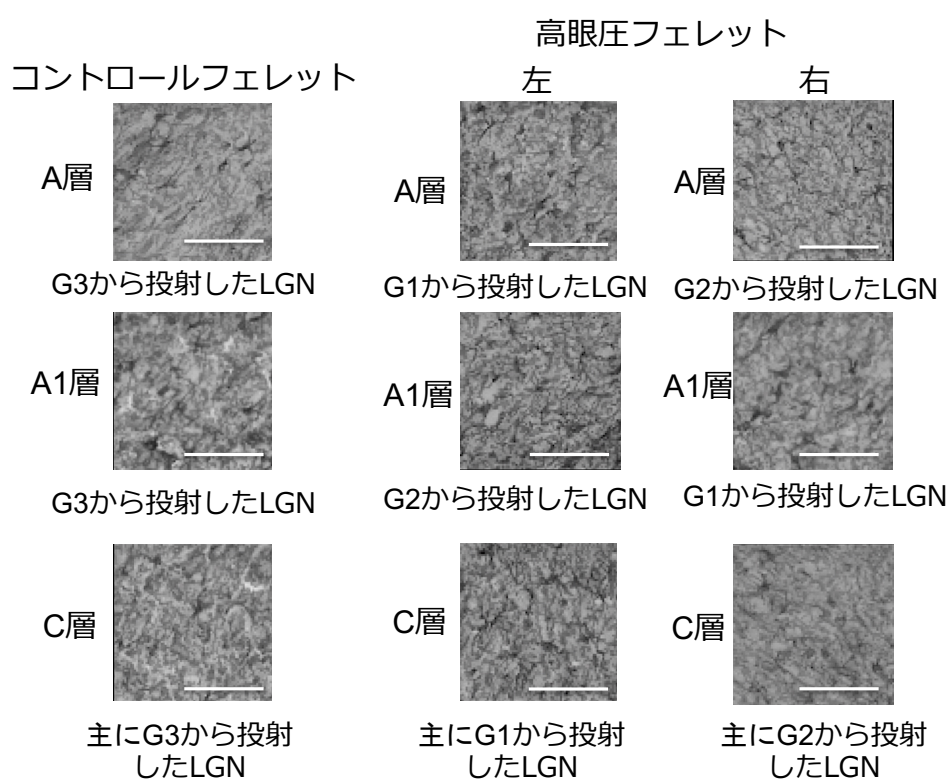 高眼圧フェレット
コントロールフェレット
左
右
A層
A層
A層
G3から投射したLGN
G1から投射したLGN
G2から投射したLGN
A1層
A1層
A1層
G3から投射したLGN
G2から投射したLGN
G1から投射したLGN
C層
C層
C層
主にG3から投射
したLGN
主にG1から投射
したLGN
主にG2から投射
したLGN